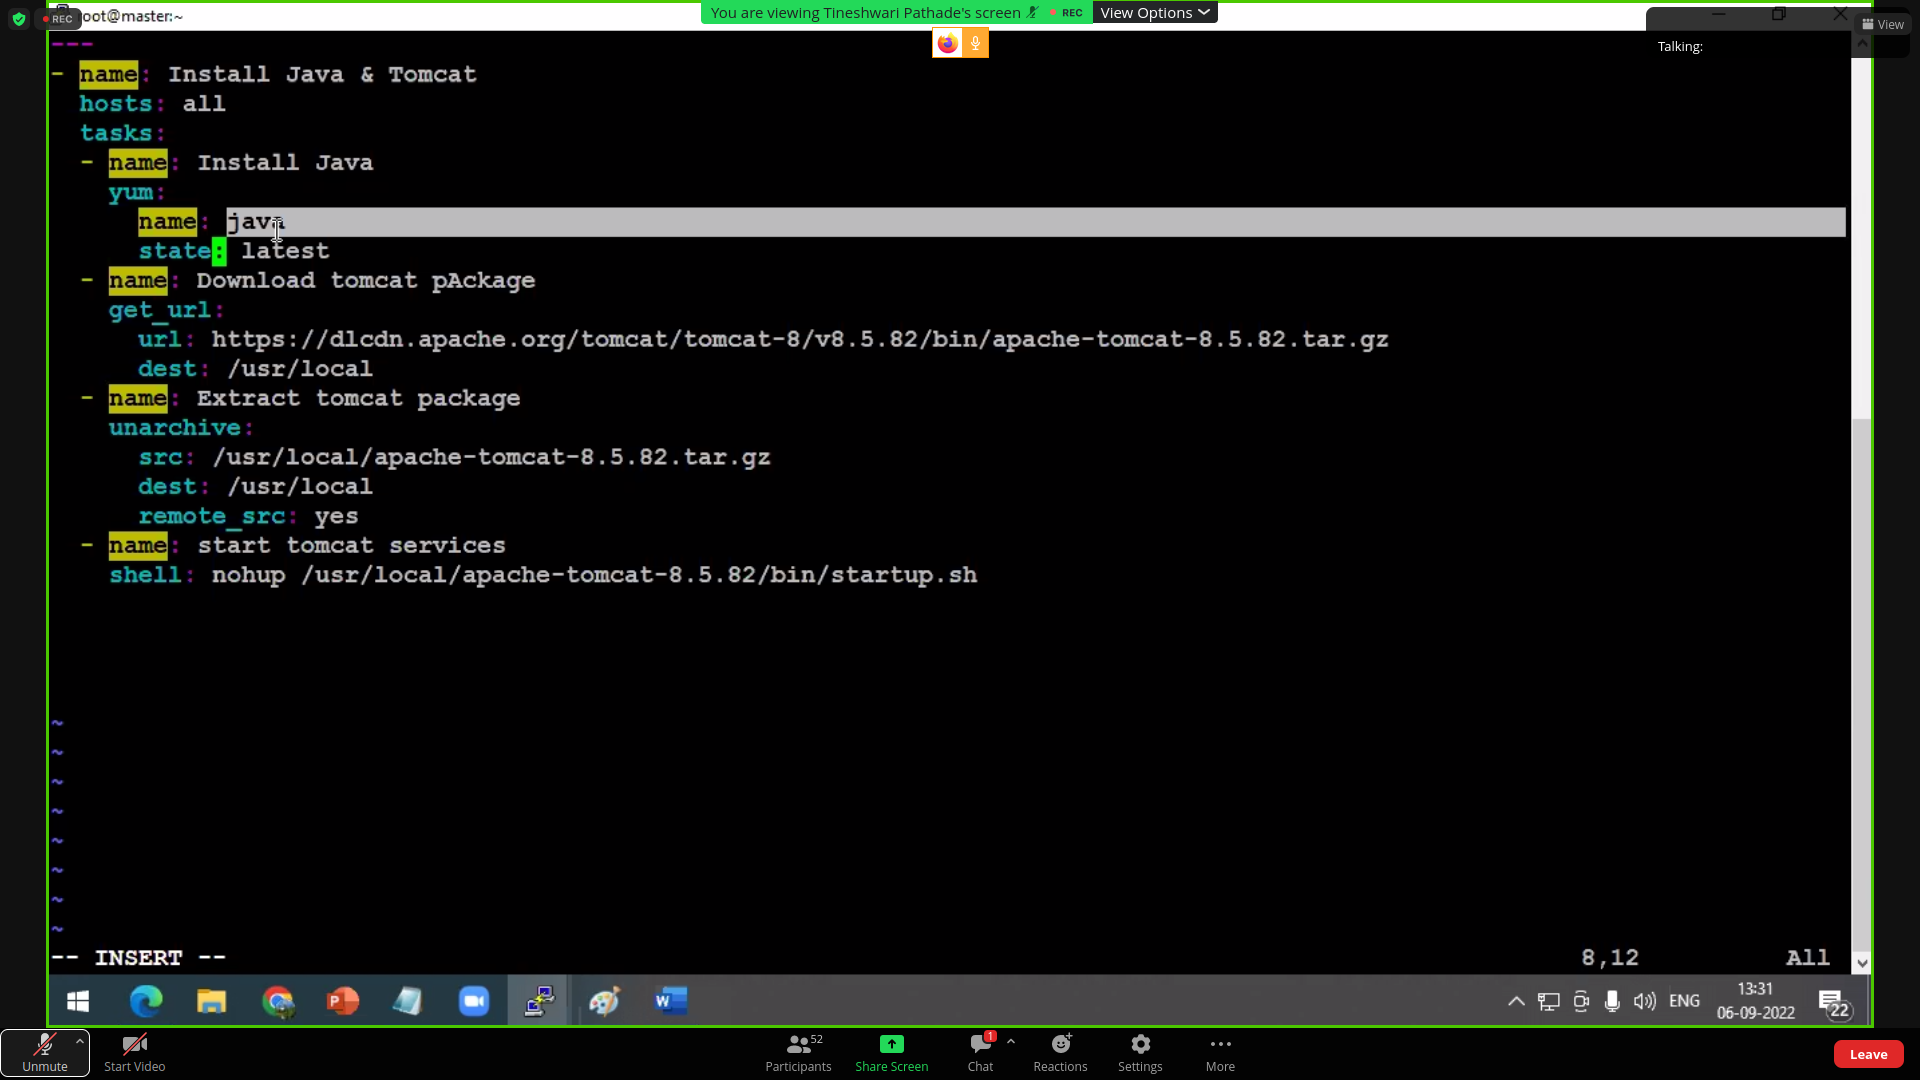 REC
root@master:~
You are viewing Tineshwari Pathade's screen
REC
View Options
View
Talking:
---
- name: Install Java & Tomcat
hosts: all
tasks:
- name: Install Java
yum:
name: java
state: latest
- name: Download tomcat pAckage
get_url:
url: https://dlcdn.apache.org/tomcat/tomcat-8/v8.5.82/bin/apache-tomcat-8.5.82.tar.gz
dest: /usr/local
- name: Extract tomcat package
unarchive:
src: /usr/local/apache-tomcat-8.5.82.tar.gz
dest: /usr/local
remote_src: yes
- name: start tomcat services
shell: nohup /usr/local/apache-tomcat-8.5.82/bin/startup.sh
~
~
~
~
~
~
~
~
-- INSERT -- 8,12 All
ENG
13:31
06-09-2022
22
Unmute
Start Video
52
Participants
Share Screen
1
Chat
Reactions
Settings
More
Leave